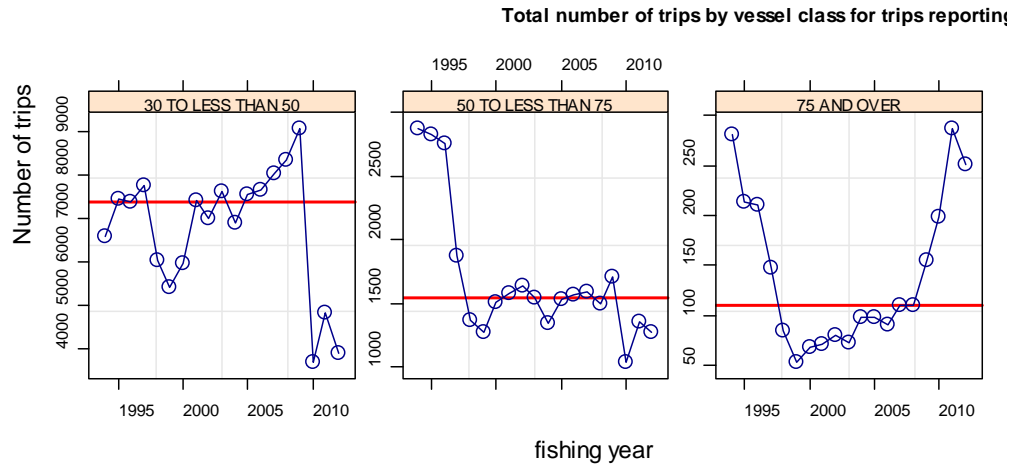 Total number of trips by vessel class for trips reporting
1995 2000 2005 2010
30 TO LESS THAN 50
50 TO LESS THAN 75
75 AND OVER
Number of trips
4000 5000 6000 7000 8000 9000
1000 1500 2000 2500
50 100 150 200 250
1995 2000 2005 2010
1995 2000 2005 2010
fishing year